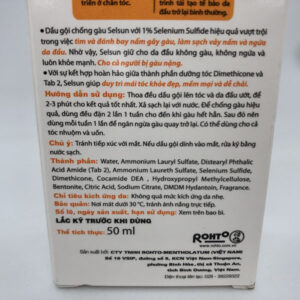 triển ở chân tóc.
trình tái tạo tế bào da
đầu trở lại bình thường.
• Dầu gội chống gàu Selsun với 1% Selenium Sulfide hiệu quả vượt trội
trong việc tìm và đánh bay nấm gây gàu, làm sạch vảy nấm và ngứa da
đầu. Nhờ vậy, Selsun giữ cho da đầu không gàu, không ngứa và
luôn khỏe mạnh. Cho cả người bị gàu nặng.
• Với sự kết hợp hoàn hảo giữa thành phần dưỡng tóc Dimethicone và
Tab 2, Selsun giúp duy trì mái tóc khỏe đẹp, mềm mại và dễ chải.
Hướng dẫn sử dụng: Thoa dầu gội lên tóc và da đầu ướt, để
2-3 phút cho kết quả tốt nhất. Xả sạch lại với nước. Để chống gàu hiệu
quả, dùng đều đặn 2 lần 1 tuần cho đến khi gàu hết hẳn. Sau đó nên
dùng mỗi tuần 1 lần để ngăn ngừa gàu quay trở lại. Có thể dùng cho cả
tóc nhuộm và uốn.
Chú ý: Tránh tiếp xúc với mắt. Nếu dầu gội dính vào mắt, rửa kỹ bằng
nước sạch.
Thành phần: Water, Ammonium Lauryl Sulfate, Distearyl Phthalic
Acid Amide (Tab 2), Ammonium Laureth Sulfate, Selenium Sulfide,
Dimethicone, Cocamide DEA , Hydroxypropyl Methylcellulose,
Bentonite, Citric Acid, Sodium Citrate, DMDM Hydantoin, Fragrance.
Chỉ tiêu kích ứng da: Không quá mức kích ứng da nhẹ.
Bảo quản: Nơi mát dưới 30 °C, tránh ánh nắng trực tiếp.
Số lô, ngày sản xuất, hạn sử dụng: Xem trên bao bì.
LẮC KỸ TRƯỚC KHI DÙNG
Thể tích thực: 50 ml
ROHTO
www.rohto.com.vn
Sản xuất bởi: CTY TNHH ROHTO-MENTHOLATUM (VIỆT NAM)
Số 16 VSIP, đường số 5, KCN Việt Nam-Singapore,
phường Bình Hòa, thị xã Thuận An,
tỉnh Bình Dương, Việt Nam.